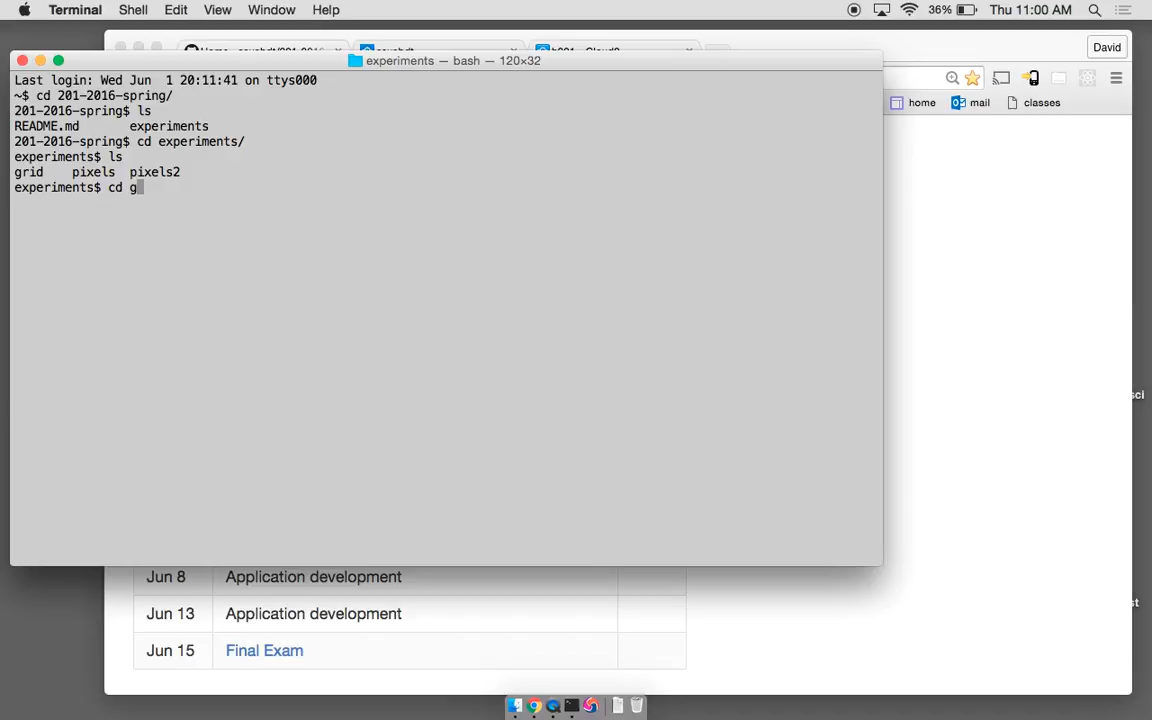 Terminal Shell Edit View Window Help 36% Thu 11:00 AM
David
experiments — bash — 120×32
home mail classes
Last login: Wed Jun 1 20:11:41 on ttys000
~$ cd 201-2016-spring/
201-2016-spring$ ls
README.md experiments
201-2016-spring$ cd experiments/
experiments$ ls
grid pixels pixels2
experiments$ cd g
Jun 8 Application development
Jun 13 Application development
Jun 15 Final Exam